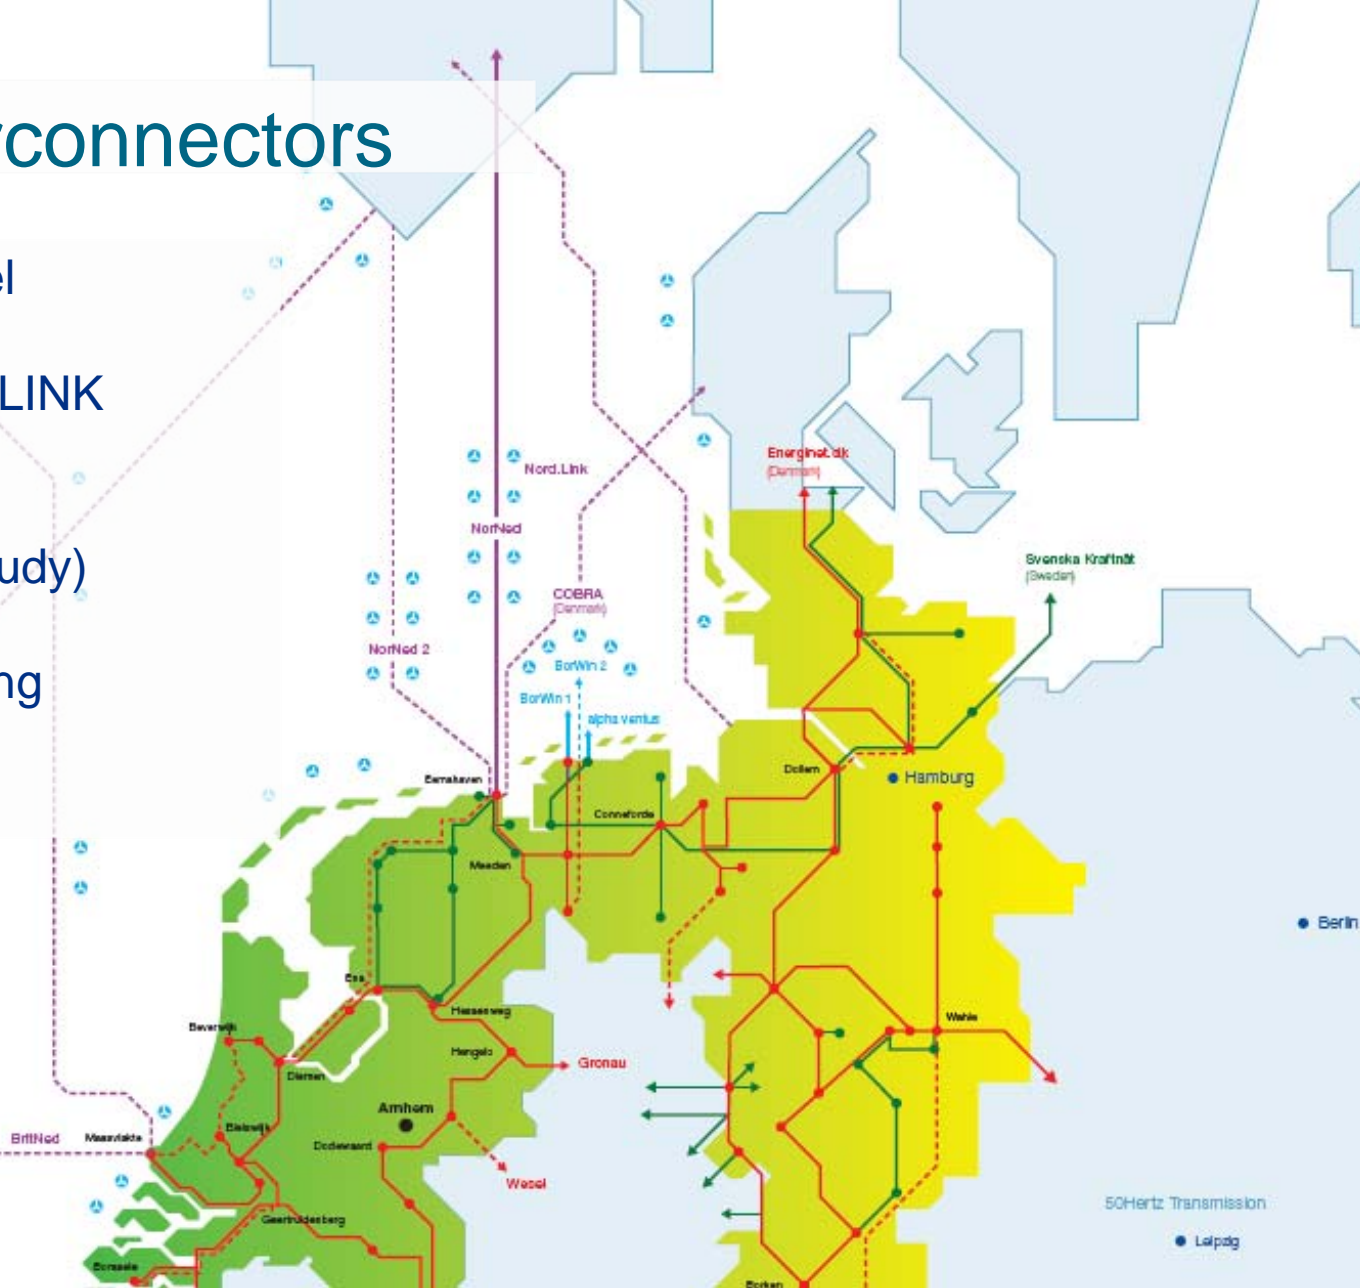 rconnectors
el
LINK
udy)
ng
Nord.Link
NorNed
COBRA
(Denmark)
NorNed 2
BorWin 2
BorWin 1
alpha ventus
Energinet.dk
(Denmark)
Svenska Kraftnät
(Sweden)
Eemshaven
Dollern
Hamburg
Conneforde
Meeden
Berlin
Ens
Hessenweg
Wahle
Beverwijk
Hengelo
Gronau
Diemen
Arnhem
Bleiswijk
BritNed
Maasvlakte
Dodewaard
Wesel
50Hertz Transmission
Geertruidenberg
Leipzig
Borssele
Borken